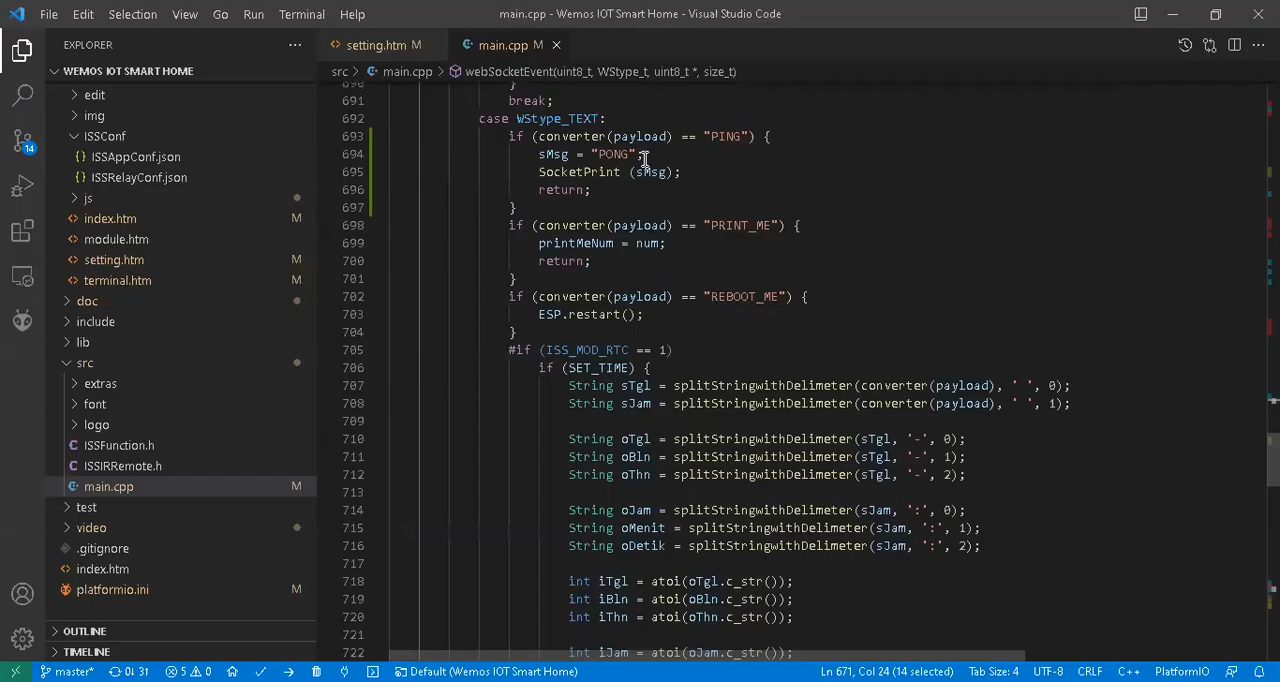 File Edit Selection View Go Run Terminal Help main.cpp - Wemos IOT Smart Home - Visual Studio Code
EXPLORER
setting.htm M
main.cpp M
WEMOS IOT SMART HOME
edit
img
ISSConf
ISSAppConf.json
ISSRelayConf.json
js
index.htm M
module.htm
setting.htm M
terminal.htm M
doc
include
lib
src
extras
font
logo
ISSFunction.h
ISSIRRemote.h
main.cpp M
test
video
.gitignore
index.htm
platformio.ini M
OUTLINE
TIMELINE
14
src > main.cpp > webSocketEvent(uint8_t, WStype_t, uint8_t *, size_t)
690 }
691 break;
692 case WStype_TEXT:
693 if (converter(payload) == "PING") {
694 sMsg = "PONG";
695 SocketPrint (sMsg);
696 return;
697 }
698 if (converter(payload) == "PRINT_ME") {
699 printMeNum = num;
700 return;
701 }
702 if (converter(payload) == "REBOOT_ME") {
703 ESP.restart();
704 }
705 #if (ISS_MOD_RTC == 1)
706 if (SET_TIME) {
707 String sTgl = splitStringwithDelimeter(converter(payload), ' ', 0);
708 String sJam = splitStringwithDelimeter(converter(payload), ' ', 1);
709
710 String oTgl = splitStringwithDelimeter(sTgl, '-', 0);
711 String oBln = splitStringwithDelimeter(sTgl, '-', 1);
712 String oThn = splitStringwithDelimeter(sTgl, '-', 2);
713
714 String oJam = splitStringwithDelimeter(sJam, ':', 0);
715 String oMenit = splitStringwithDelimeter(sJam, ':', 1);
716 String oDetik = splitStringwithDelimeter(sJam, ':', 2);
717
718 int iTgl = atoi(oTgl.c_str());
719 int iBln = atoi(oBln.c_str());
720 int iThn = atoi(oThn.c_str());
721
722 int iJam = atoi(oJam.c_str());
master* 0↓ 3↑ 5 0 Default (Wemos IOT Smart Home) Ln 671, Col 24 (14 selected) Tab Size: 4 UTF-8 CRLF C++ PlatformIO